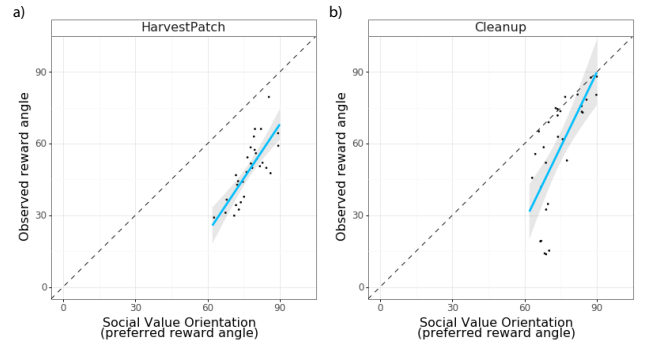 a)
HarvestPatch
Observed reward angle
90
60
30
0
0 30 60 90
Social Value Orientation
(preferred reward angle)
b)
Cleanup
Observed reward angle
90
60
30
0
0 30 60 90
Social Value Orientation
(preferred reward angle)